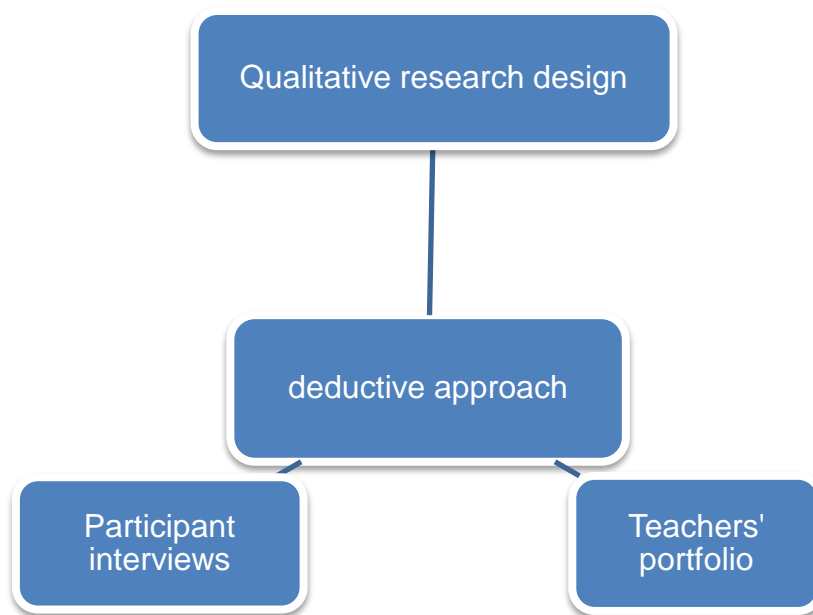 Qualitative research design
deductive approach
Participant
interviews
Teachers'
portfolio